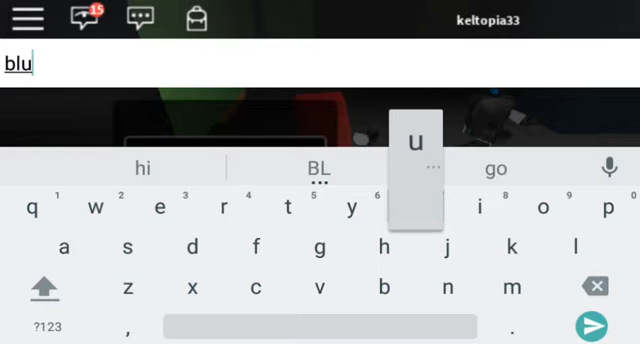 15
keltopia33
blu
hi BL go
u
q 1 w 2 e 3 r 4 t 5 y 6 i 8 o 9 p 0
a s d f g h j k l
z x c v b n m
?123 , .